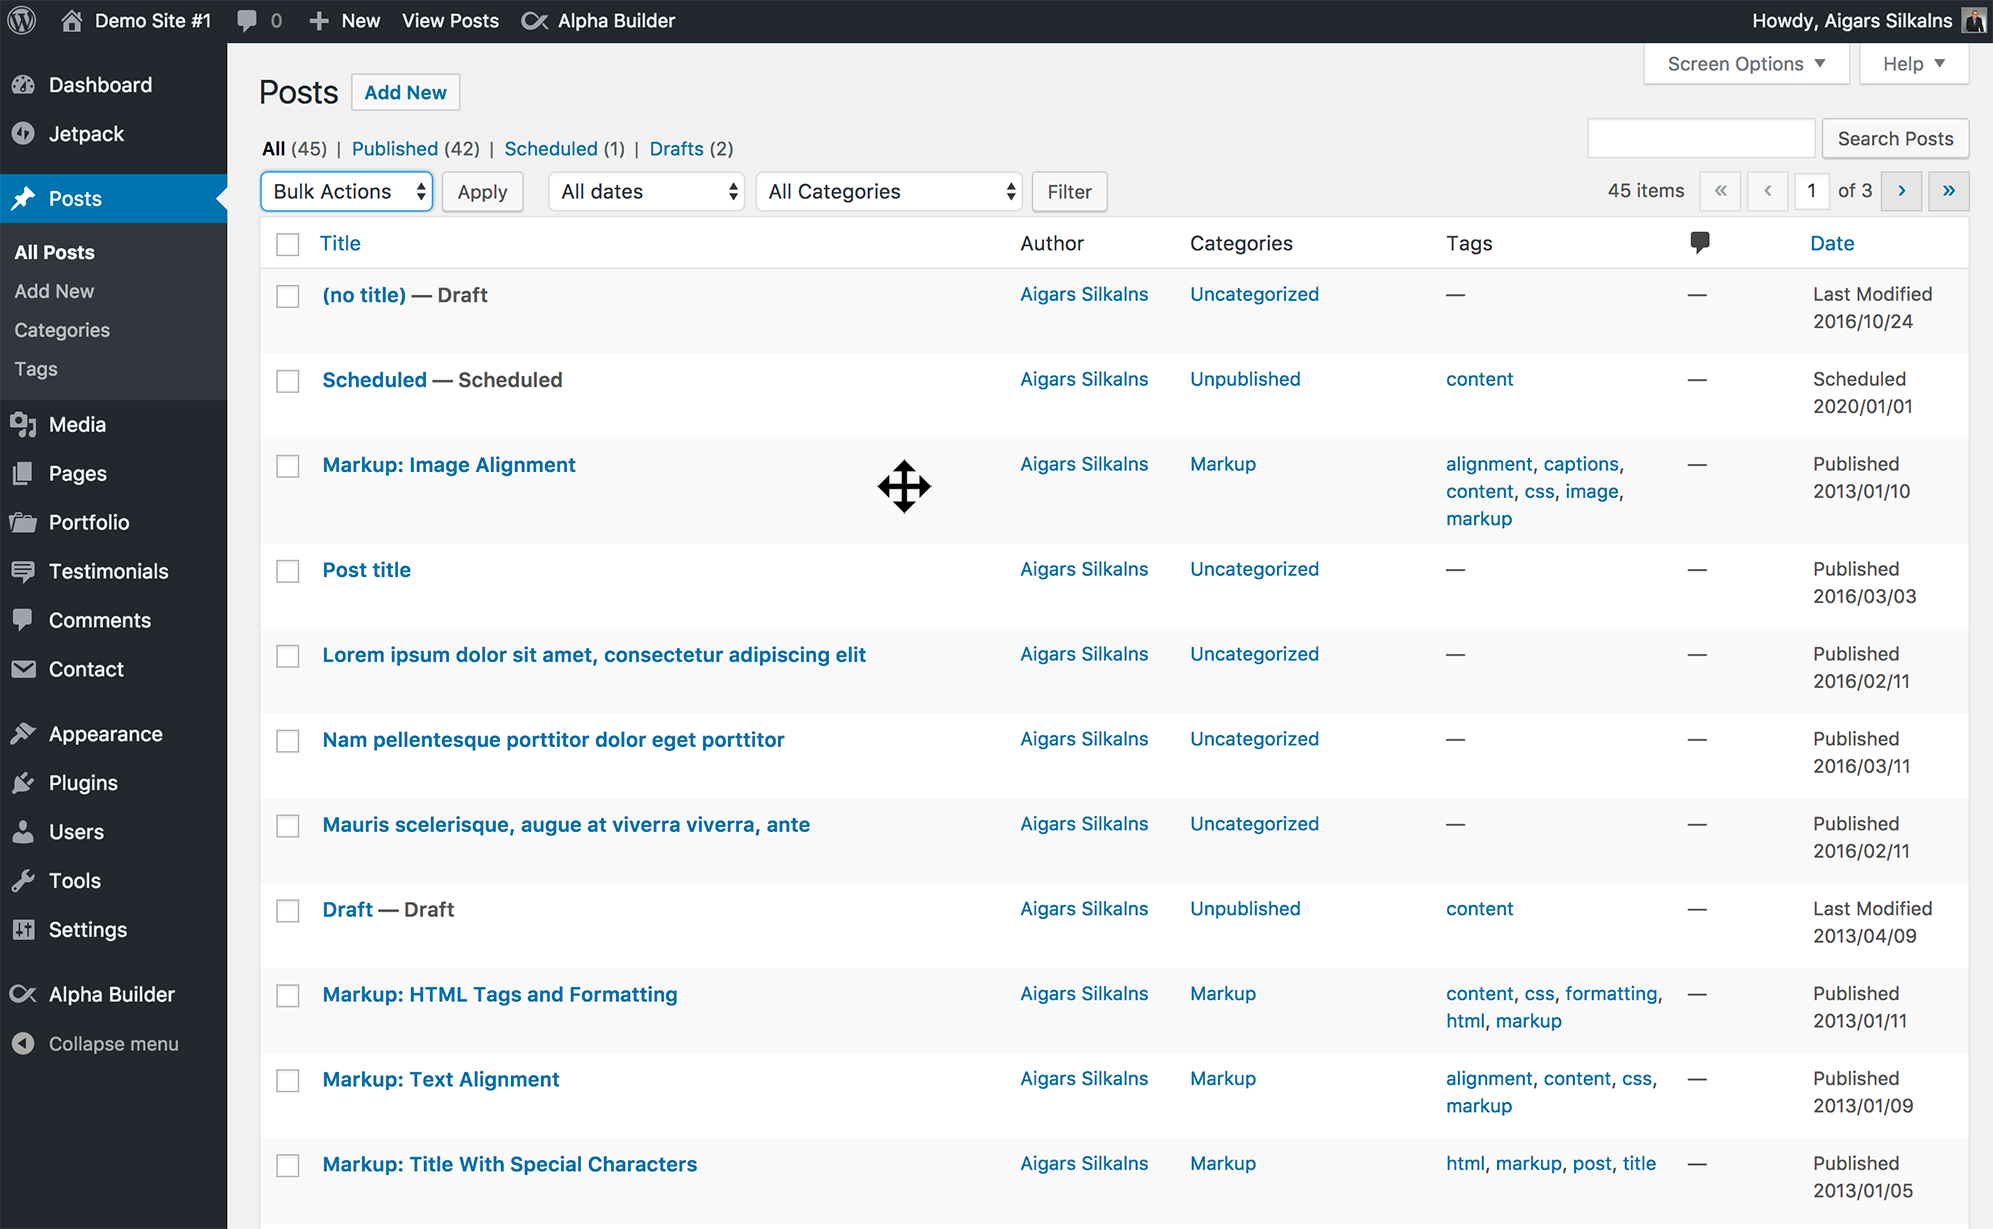 Demo Site #1 0 New View Posts Alpha Builder Howdy, Aigars Silkalns
Screen Options Help
Dashboard
Jetpack
Posts
All Posts
Add New
Categories
Tags
Media
Pages
Portfolio
Testimonials
Comments
Contact
Appearance
Plugins
Users
Tools
Settings
Alpha Builder
Collapse menu
Posts Add New
All (45) | Published (42) | Scheduled (1) | Drafts (2)
Search Posts
Bulk Actions Apply All dates All Categories Filter 45 items « ‹ 1 of 3 › »
Title Author Categories Tags Date
(no title) — Draft Aigars Silkalns Uncategorized — — Last Modified
2016/10/24
Scheduled — Scheduled Aigars Silkalns Unpublished content — Scheduled
2020/01/01
Markup: Image Alignment Aigars Silkalns Markup alignment, captions, — Published
content, css, image, 2013/01/10
markup
Post title Aigars Silkalns Uncategorized — — Published
2016/03/03
Lorem ipsum dolor sit amet, consectetur adipiscing elit Aigars Silkalns Uncategorized — — Published
2016/02/11
Nam pellentesque porttitor dolor eget porttitor Aigars Silkalns Uncategorized — — Published
2016/03/11
Mauris scelerisque, augue at viverra viverra, ante Aigars Silkalns Uncategorized — — Published
2016/02/11
Draft — Draft Aigars Silkalns Unpublished content — Last Modified
2013/04/09
Markup: HTML Tags and Formatting Aigars Silkalns Markup content, css, formatting, — Published
html, markup 2013/01/11
Markup: Text Alignment Aigars Silkalns Markup alignment, content, css, — Published
markup 2013/01/09
Markup: Title With Special Characters Aigars Silkalns Markup html, markup, post, title — Published
2013/01/05